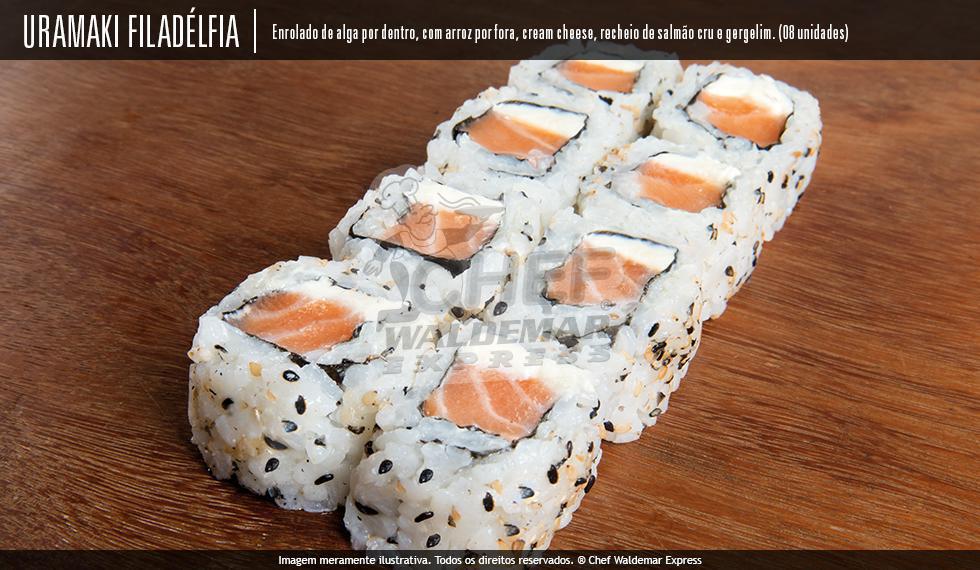 URAMAKI FILADÉLFIA | Enrolado de alga por dentro, com arroz por fora, cream cheese, recheio de salmão cru e gergelim. (08 unidades)
CHEF
WALDEMAR
EXPRESS
Imagem meramente ilustrativa. Todos os direitos reservados. ® Chef Waldemar Express